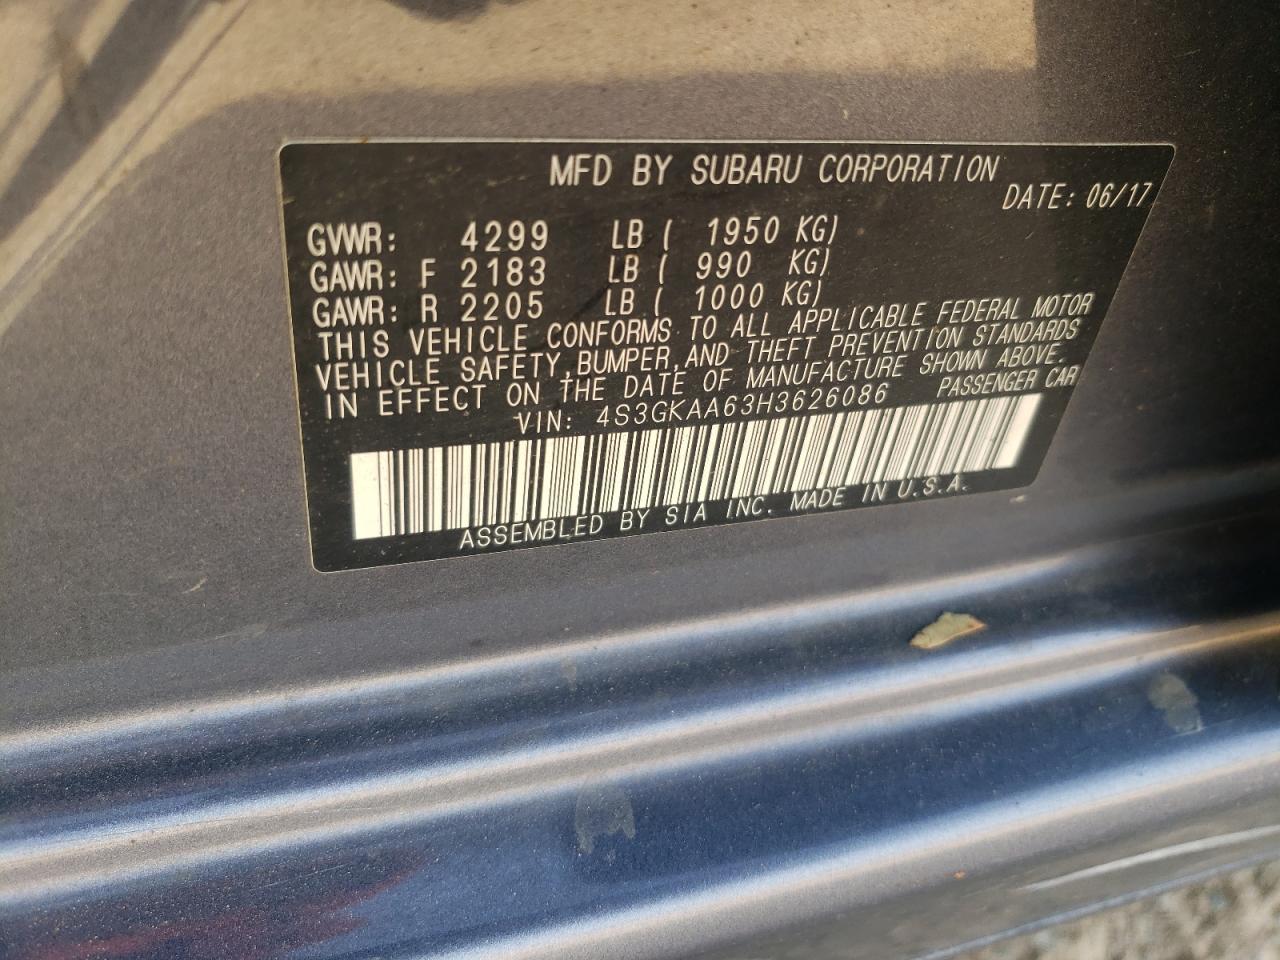 MFD BY SUBARU CORPORATION
DATE: 06/17
GVWR: 4299 LB ( 1950 KG)
GAWR: F 2183 LB ( 990 KG)
GAWR: R 2205 LB ( 1000 KG)
THIS VEHICLE CONFORMS TO ALL APPLICABLE FEDERAL MOTOR
VEHICLE SAFETY, BUMPER, AND THEFT PREVENTION STANDARDS
IN EFFECT ON THE DATE OF MANUFACTURE SHOWN ABOVE.
VIN: 4S3GKAA63H3626086 PASSENGER CAR
ASSEMBLED BY SIA INC. MADE IN U.S.A.